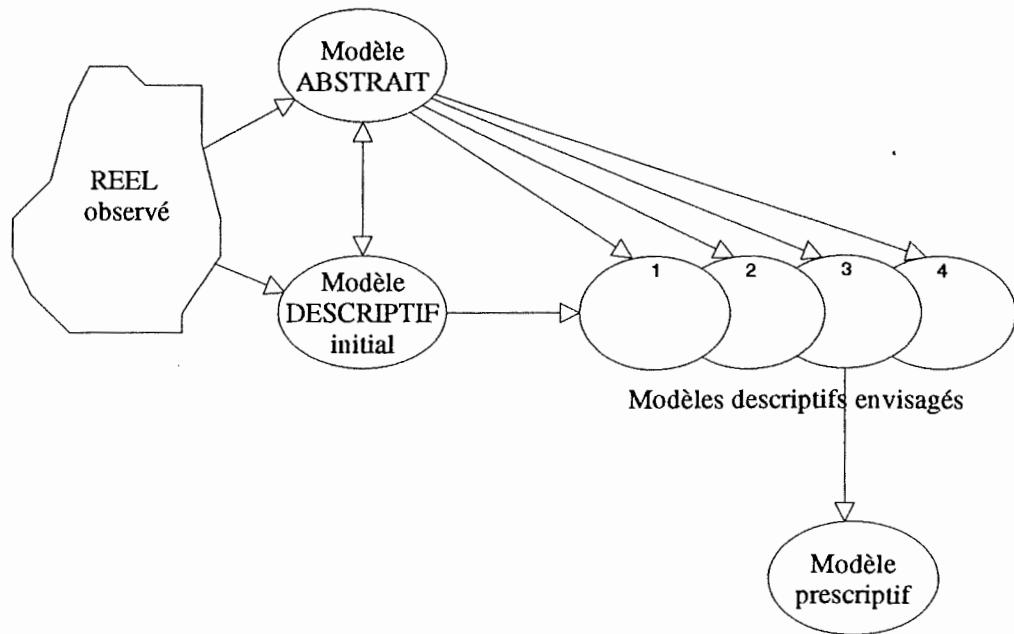 Modèle
ABSTRAIT
REEL
observé
Modèle
DESCRIPTIF
initial
1 2 3 4
Modèles descriptifs envisagés
Modèle
prescriptif